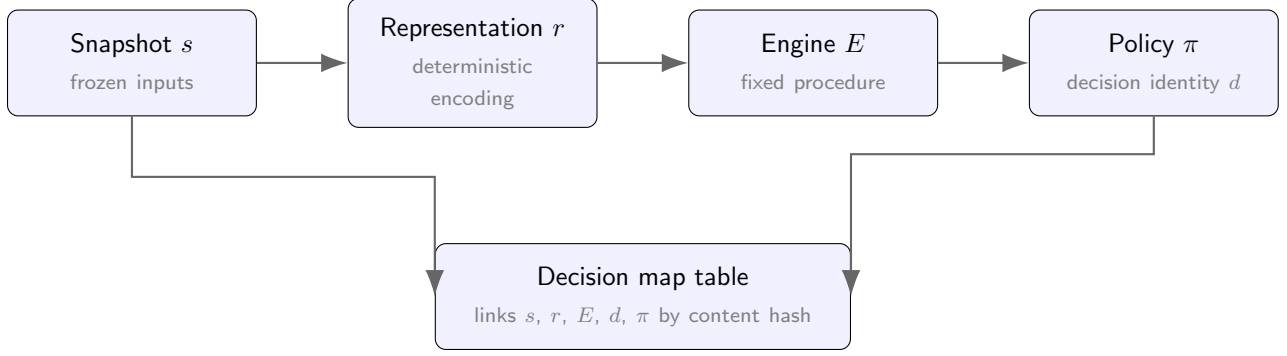 Snapshot s
frozen inputs
Representation r
deterministic
encoding
Engine E
fixed procedure
Policy π
decision identity d
Decision map table
links s, r, E, d, π by content hash